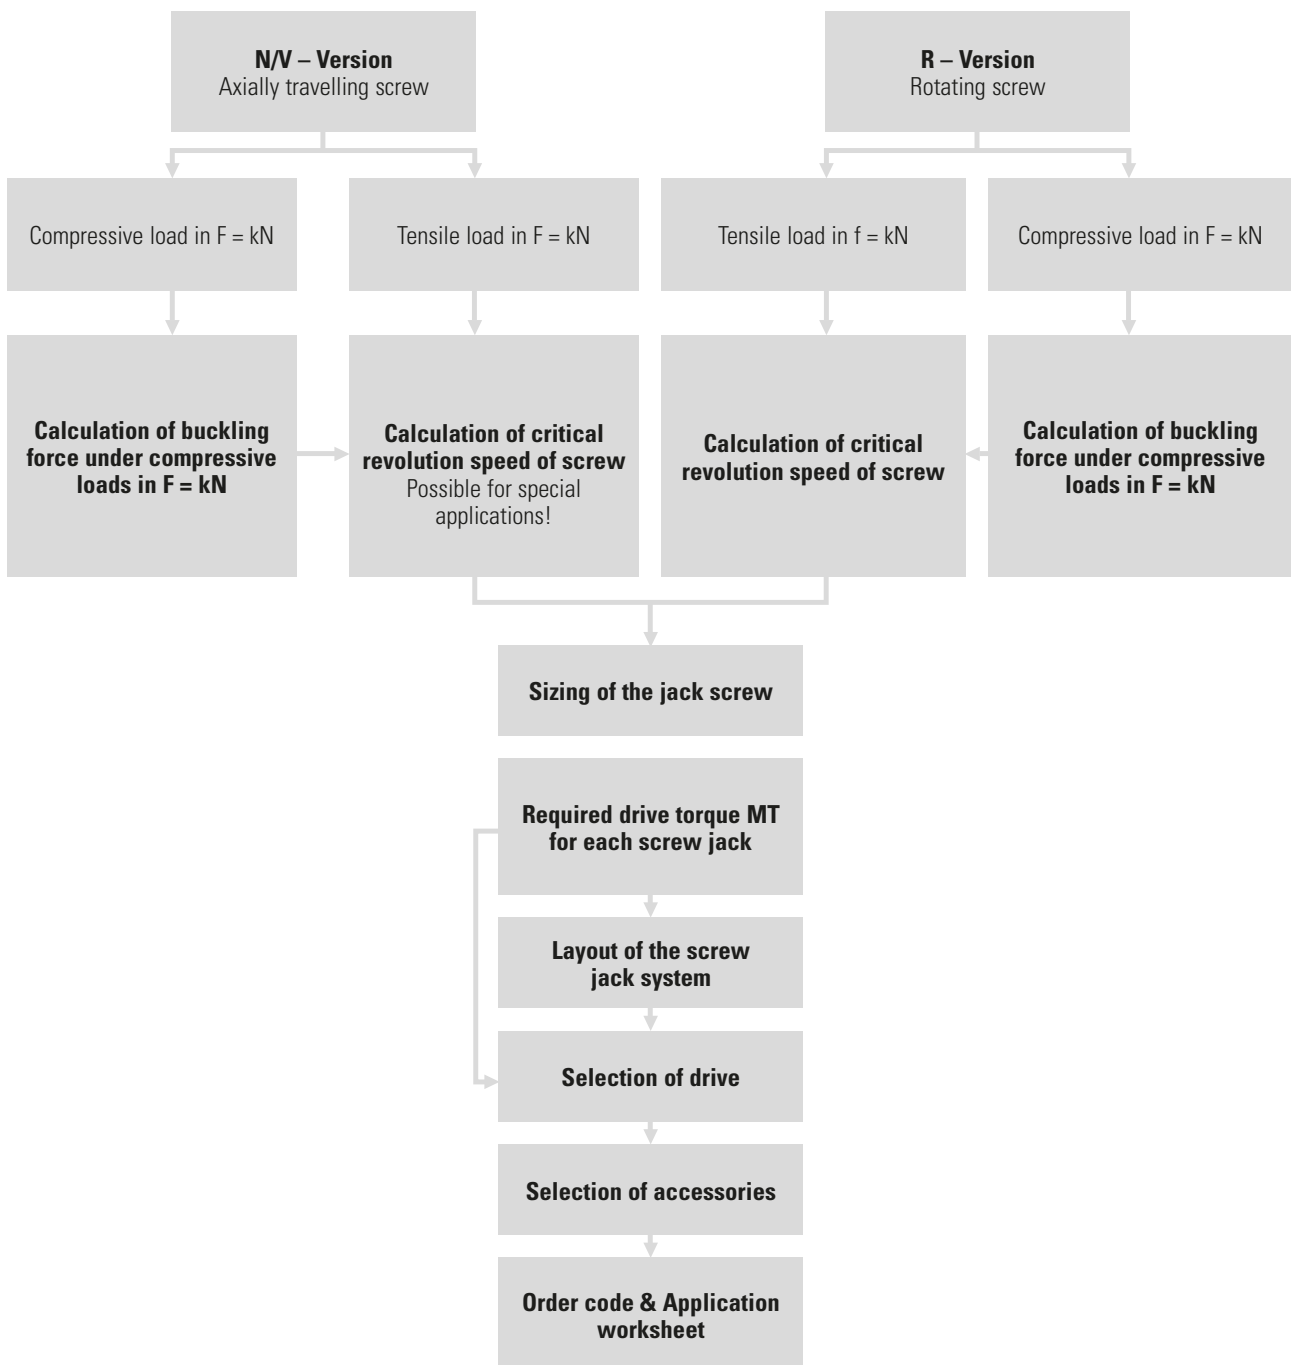 N/V – Version
Axially travelling screw
R – Version
Rotating screw
Compressive load in F = kN
Tensile load in F = kN
Tensile load in f = kN
Compressive load in F = kN
Calculation of buckling
force under compressive
loads in F = kN
Calculation of critical
revolution speed of screw
Possible for special
applications!
Calculation of critical
revolution speed of screw
Calculation of buckling
force under compressive
loads in F = kN
Sizing of the jack screw
Required drive torque MT
for each screw jack
Layout of the screw
jack system
Selection of drive
Selection of accessories
Order code & Application
worksheet